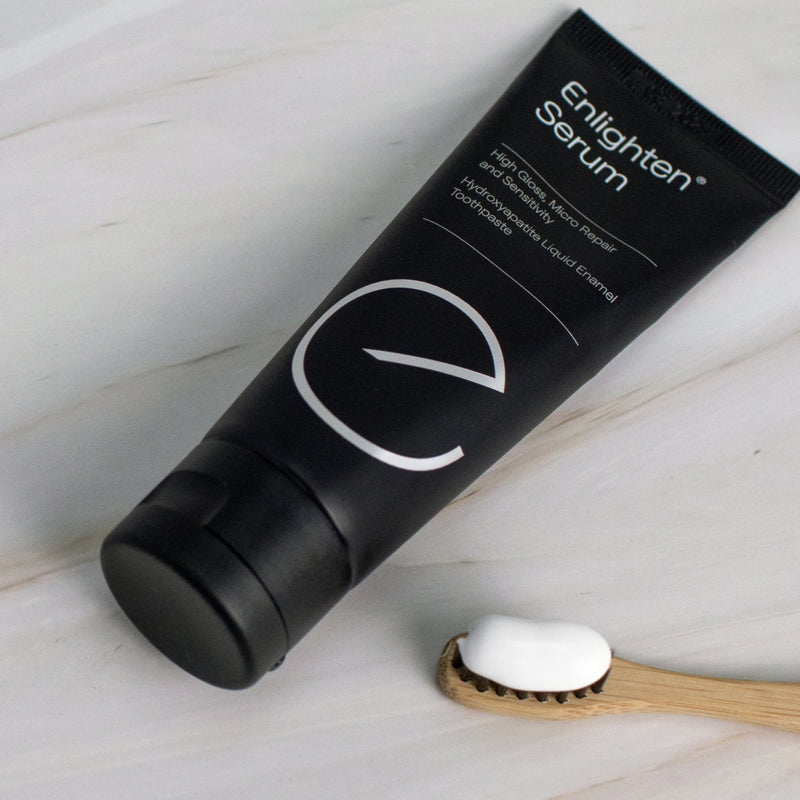 Enlighten®
Serum
High Gloss, Micro Repair
and Sensitivity
Hydroxyapatite Liquid Enamel
Toothpaste
e